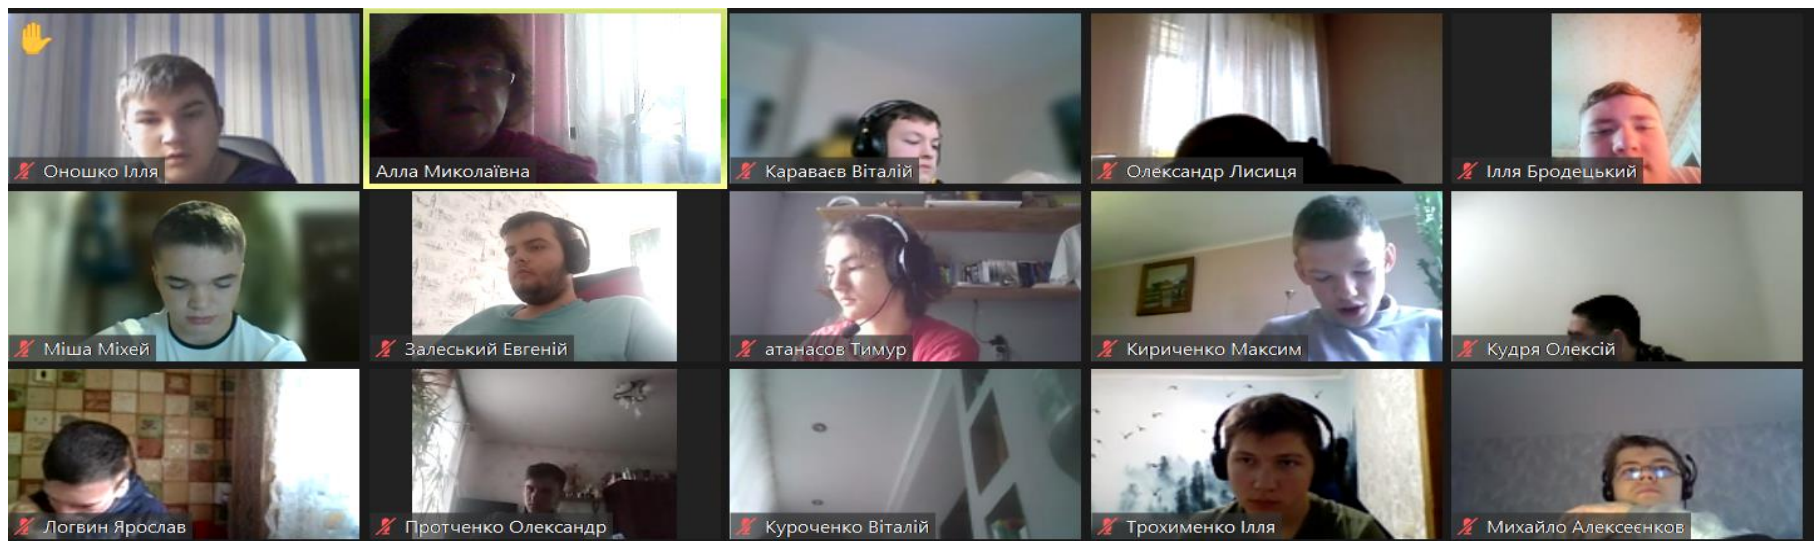 Оношко Ілля
Алла Миколаївна
Караваєв Віталій
Олександр Лисиця
Ілля Бродецький
Міша Міхей
Залеський Евгеній
атанасов Тимур
Кириченко Максим
Кудря Олексій
Логвин Ярослав
Протченко Олександр
Куроченко Віталій
Трохименко Ілля
Михайло Алексеєнков